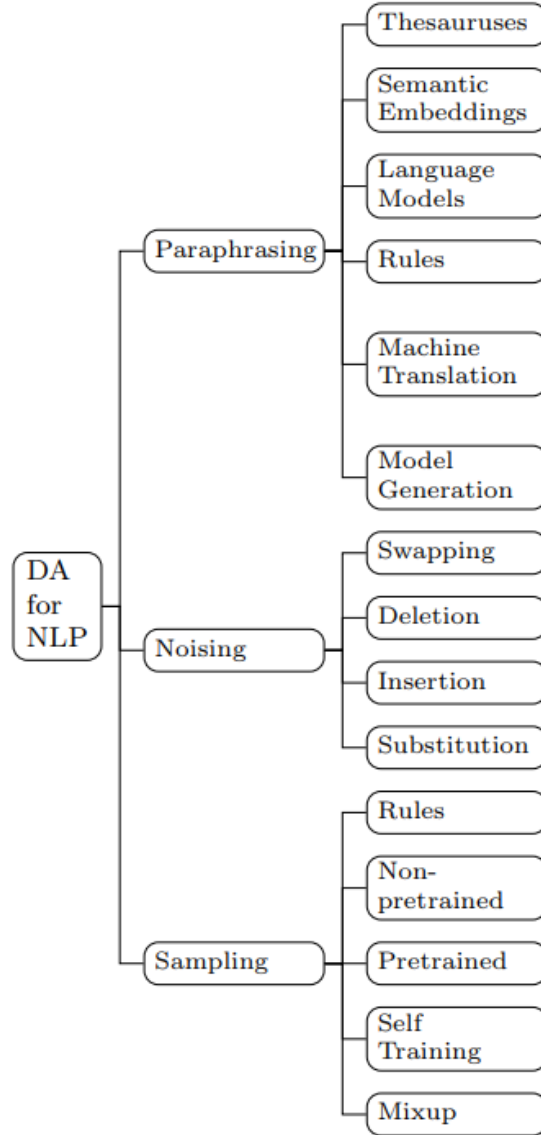 Thesauruses
Semantic
Embeddings
Language
Models
Paraphrasing
Rules
Machine
Translation
Model
Generation
DA
for
NLP
Swapping
Deletion
Noising
Insertion
Substitution
Rules
Non-
pretrained
Sampling
Pretrained
Self
Training
Mixup